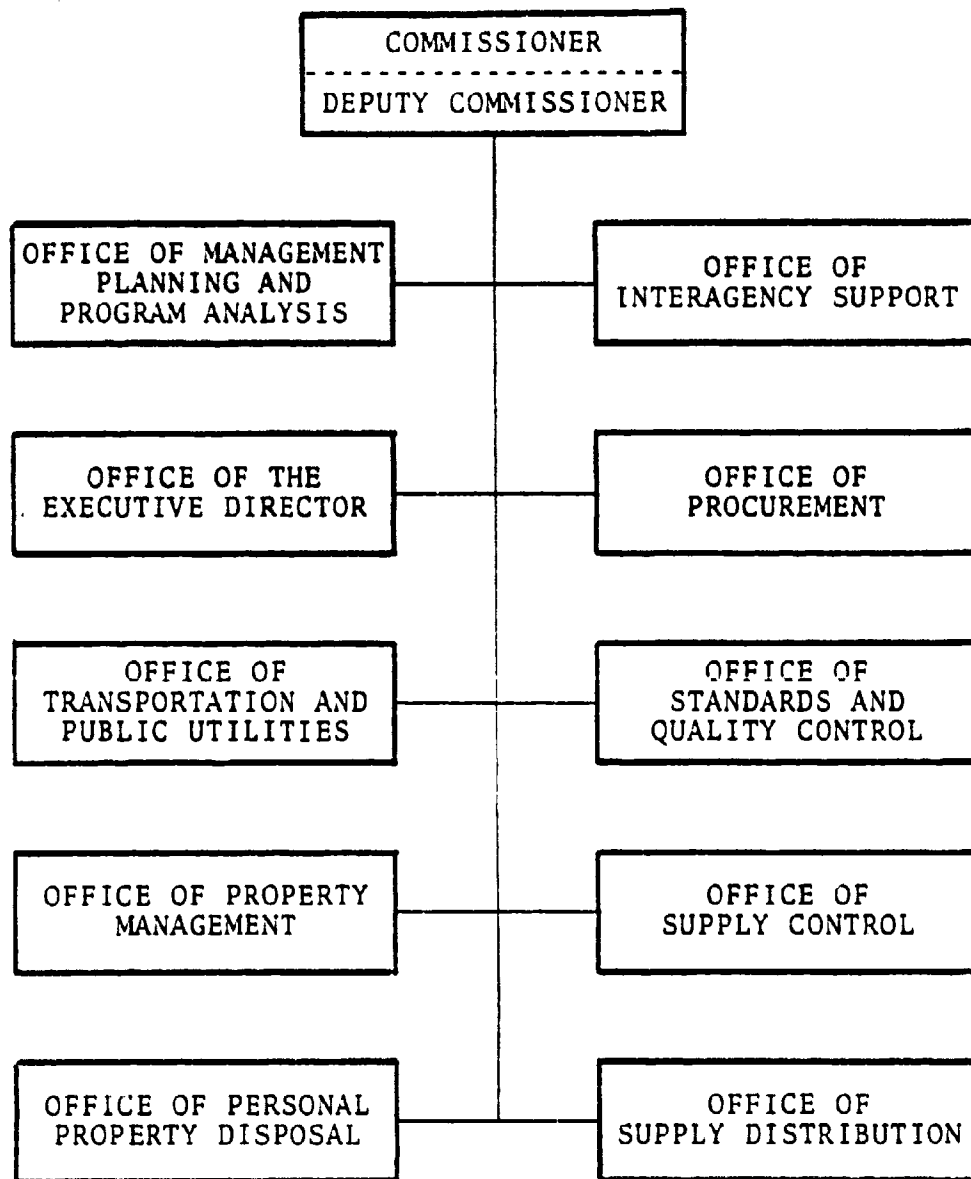 COMMISSIONER
DEPUTY COMMISSIONER
OFFICE OF MANAGEMENT
PLANNING AND
PROGRAM ANALYSIS
OFFICE OF
INTERAGENCY SUPPORT
OFFICE OF THE
EXECUTIVE DIRECTOR
OFFICE OF
PROCUREMENT
OFFICE OF
TRANSPORTATION AND
PUBLIC UTILITIES
OFFICE OF
STANDARDS AND
QUALITY CONTROL
OFFICE OF PROPERTY
MANAGEMENT
OFFICE OF
SUPPLY CONTROL
OFFICE OF PERSONAL
PROPERTY DISPOSAL
OFFICE OF
SUPPLY DISTRIBUTION